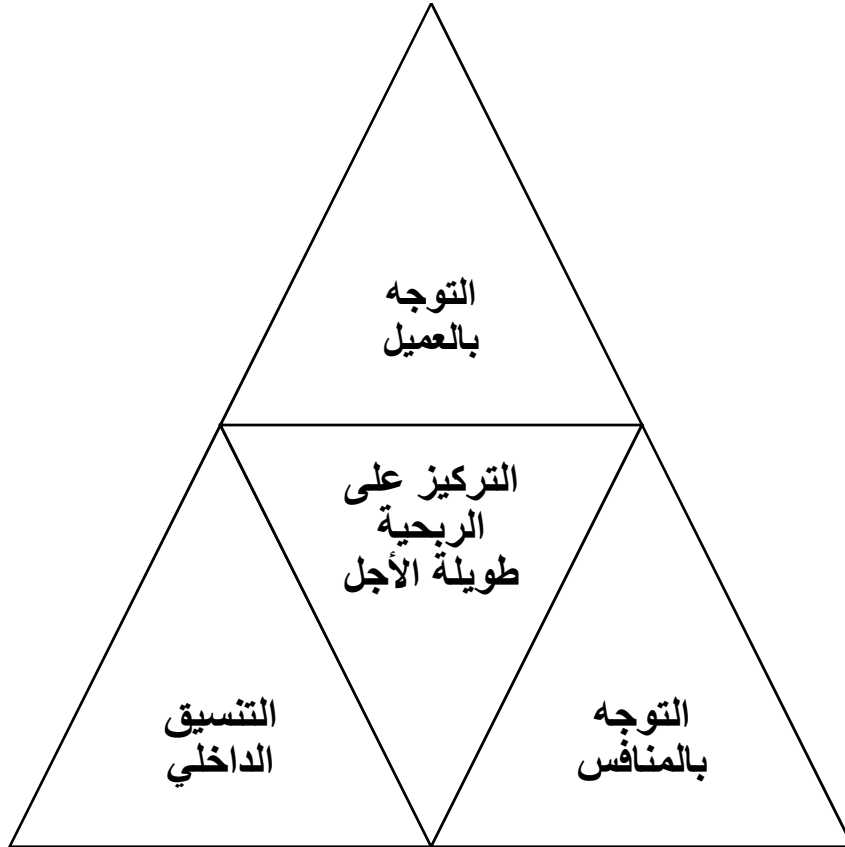 التوجه
بالعميل
التركيز على
الربحية
طويلة الأجل
التوجه
بالمنافس
التنسيق
الداخلي